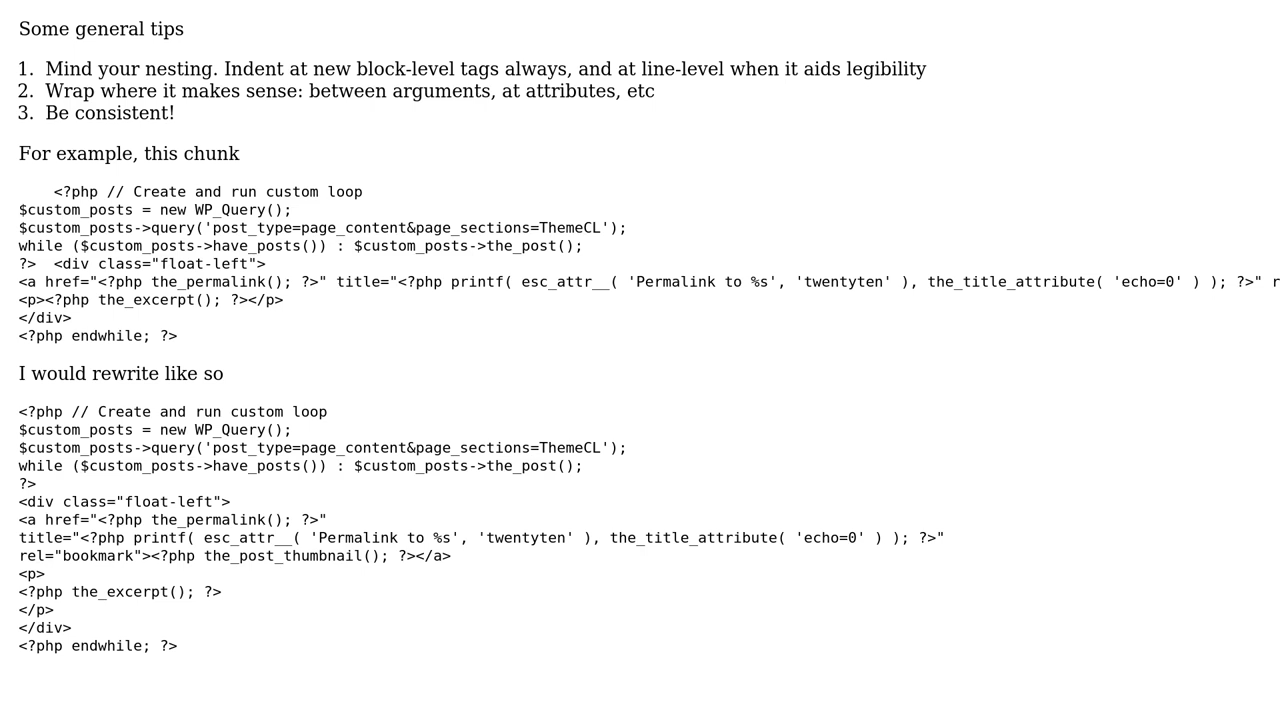 Some general tips
1. Mind your nesting. Indent at new block-level tags always, and at line-level when it aids legibility
2. Wrap where it makes sense: between arguments, at attributes, etc
3. Be consistent!
For example, this chunk
    <?php // Create and run custom loop
$custom_posts = new WP_Query();
$custom_posts->query('post_type=page_content&page_sections=ThemeCL');
while ($custom_posts->have_posts()) : $custom_posts->the_post();
?>  <div class="float-left">
<a href="<?php the_permalink(); ?>" title="<?php printf( esc_attr__( 'Permalink to %s', 'twentyten' ), the_title_attribute( 'echo=0' ) ); ?>" r
<p><?php the_excerpt(); ?></p>
</div>
<?php endwhile; ?>
I would rewrite like so
<?php // Create and run custom loop
$custom_posts = new WP_Query();
$custom_posts->query('post_type=page_content&page_sections=ThemeCL');
while ($custom_posts->have_posts()) : $custom_posts->the_post();
?>
<div class="float-left">
<a href="<?php the_permalink(); ?>"
title="<?php printf( esc_attr__( 'Permalink to %s', 'twentyten' ), the_title_attribute( 'echo=0' ) ); ?>"
rel="bookmark"><?php the_post_thumbnail(); ?></a>
<p>
<?php the_excerpt(); ?>
</p>
</div>
<?php endwhile; ?>